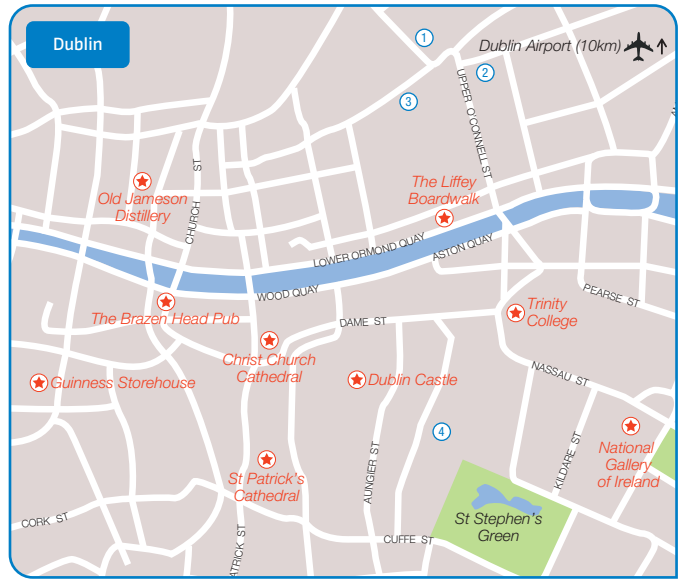 Dublin
1
Dublin Airport (10km)
2
UPPER O'CONNELL ST
3
CHURCH ST
Old Jameson
Distillery
The Liffey
Boardwalk
LOWER ORMOND QUAY
ASTON QUAY
WOOD QUAY
PEARSE ST
The Brazen Head Pub
DAME ST
Trinity
College
Christ Church
Cathedral
NASSAU ST
Guinness Storehouse
Dublin Castle
4
National
Gallery
of Ireland
KILDARE ST
AUNGIER ST
St Patrick's
Cathedral
St Stephen's
Green
CORK ST
CUFFE ST
ATRICK ST